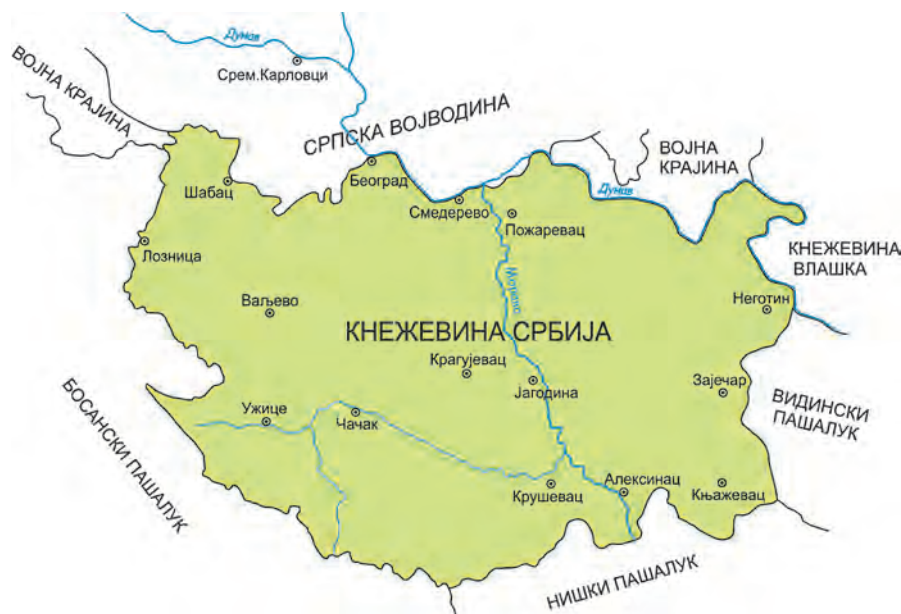 Дунав
Срем.Карловци
ВОЈНА КРАЈИНА
СРПСКА ВОЈВОДИНА
ВОЈНА
КРАЈИНА
Београд
Шабац
Смедерево
Дунав
Пожаревац
Лозница
КНЕЖЕВИНА
ВЛАШКА
Ваљево
Неготин
КНЕЖЕВИНА СРБИЈА
Крагујевац
Јагодина
Зајечар
БОСАНСКИ ПАШАЛУК
Ужице
Чачак
ВИДИНСКИ
ПАШАЛУК
Крушевац
Алексинац
Књажевац
НИШКИ ПАШАЛУК